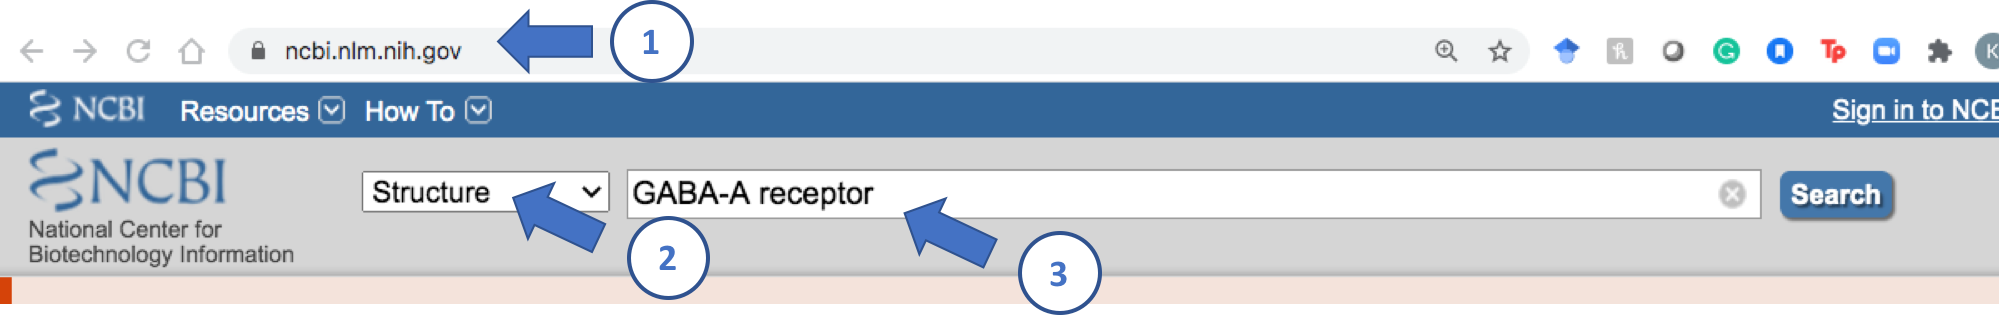 ncbi.nlm.nih.gov
1
NCBI Resources How To
NCBI
National Center for
Biotechnology Information
Structure
GABA-A receptor
Search
2
3
Sign in to
Tp
K
G